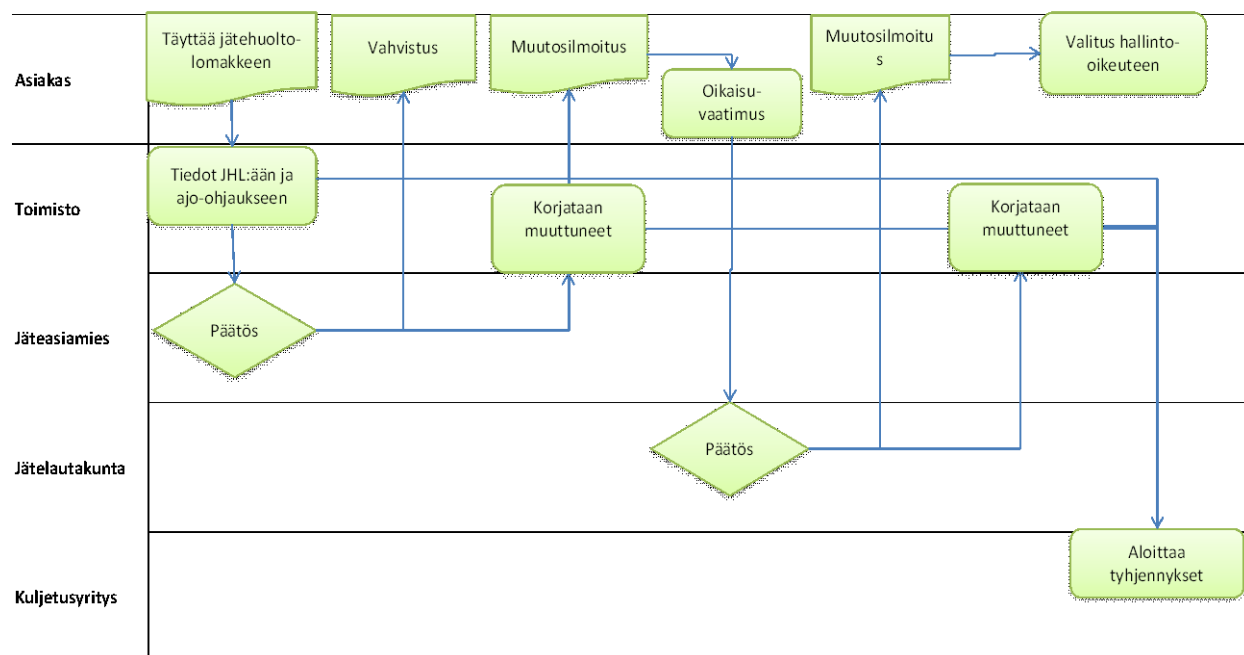 Asiakas
Täyttää jätehuolto-
lomakkeen
Vahvistus
Muutosilmoitus
Oikaisu-
vaatimus
Muutosilmoitu
s
Valitus hallinto-
oikeuteen
Toimisto
Tiedot JHL:ään ja
ajo-ohjaukseen
Korjataan
muuttuneet
Korjataan
muuttuneet
Jäteasiamies
Päätös
Jätelautakunta
Päätös
Kuljetusyritys
Aloittaa
tyhjennykset